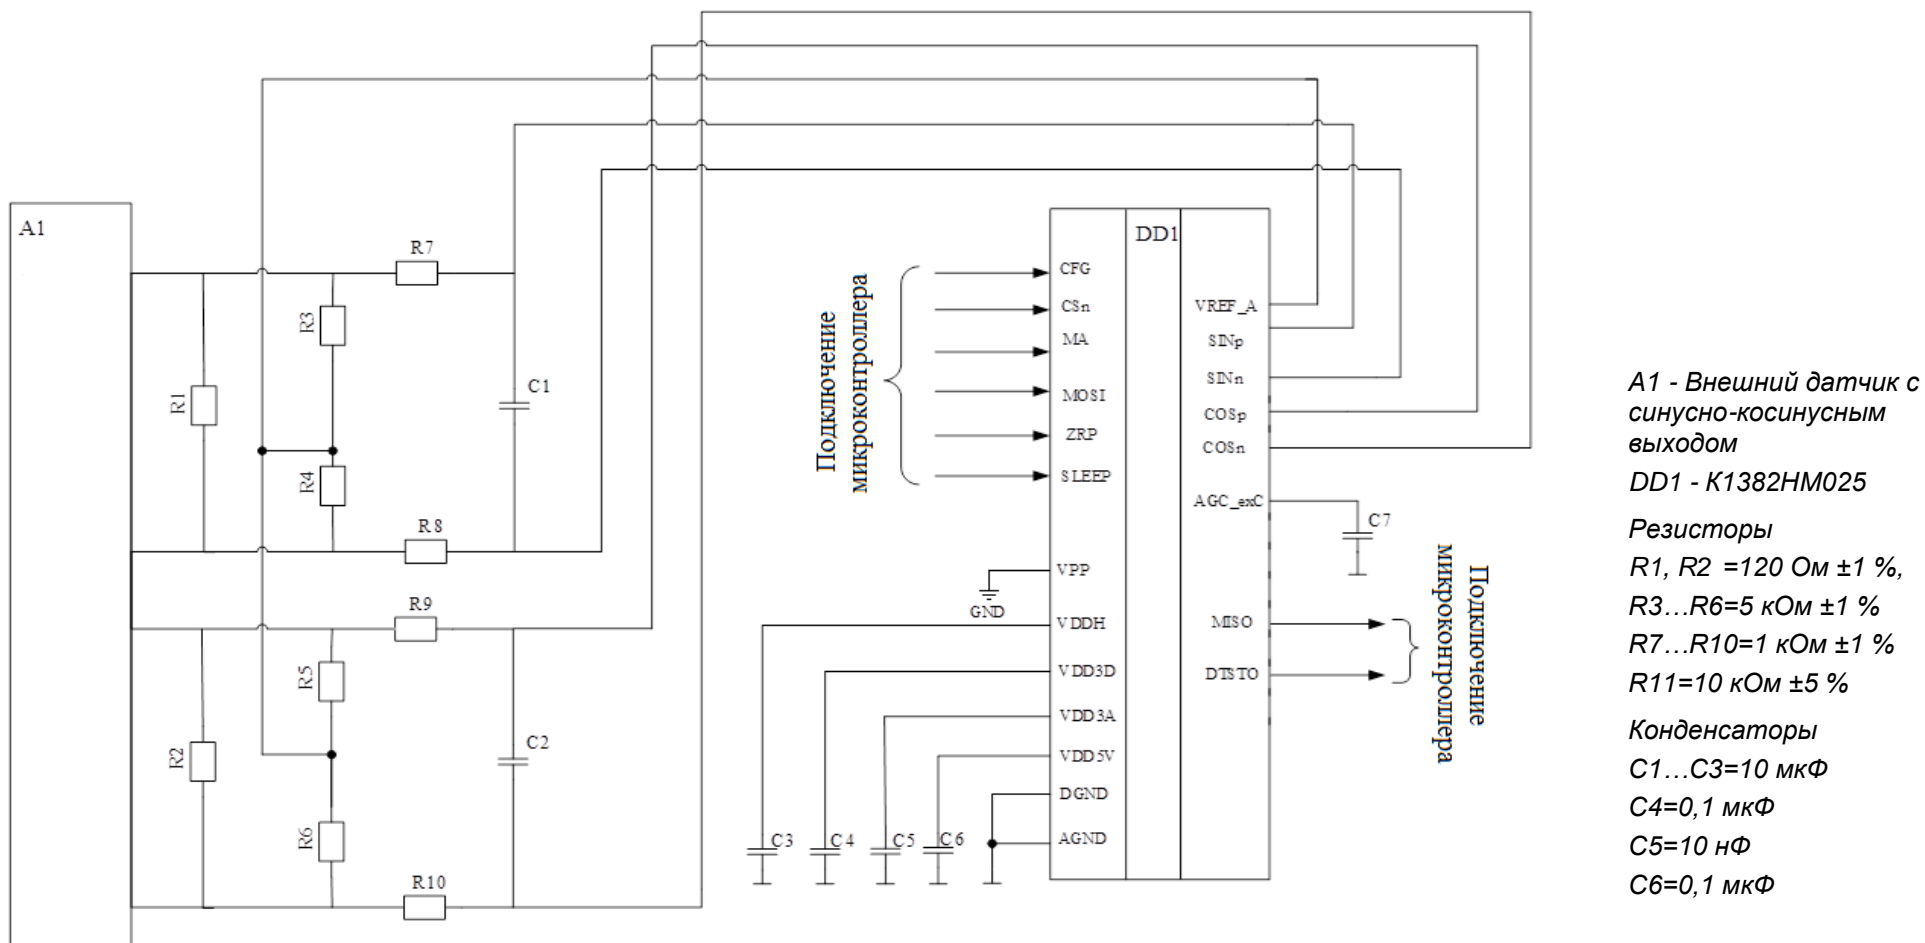 A1
R7
R3
R1
C1
R4
R8
R9
R5
R2
C2
R6
R10
Подключение
микроконтроллера
DD1
CFG
CSn
MA
MOSI
ZRP
SLEEP
VPP
GND
VDDH
VDD3D
VDD3A
VDD5V
DGND
AGND
C3
C4
C5
C6
VREF_A
SINp
SINn
COSp
COSn
AGC_exC
C7
MISO
DTSTO
Подключение
микроконтроллера
A1 - Внешний датчик с
синусно-косинусным
выходом
DD1 - К1382НМ025
Резисторы
R1, R2 =120 Ом ±1 %,
R3...R6=5 кОм ±1 %
R7...R10=1 кОм ±1 %
R11=10 кОм ±5 %
Конденсаторы
C1...C3=10 мкФ
C4=0,1 мкФ
C5=10 нФ
C6=0,1 мкФ